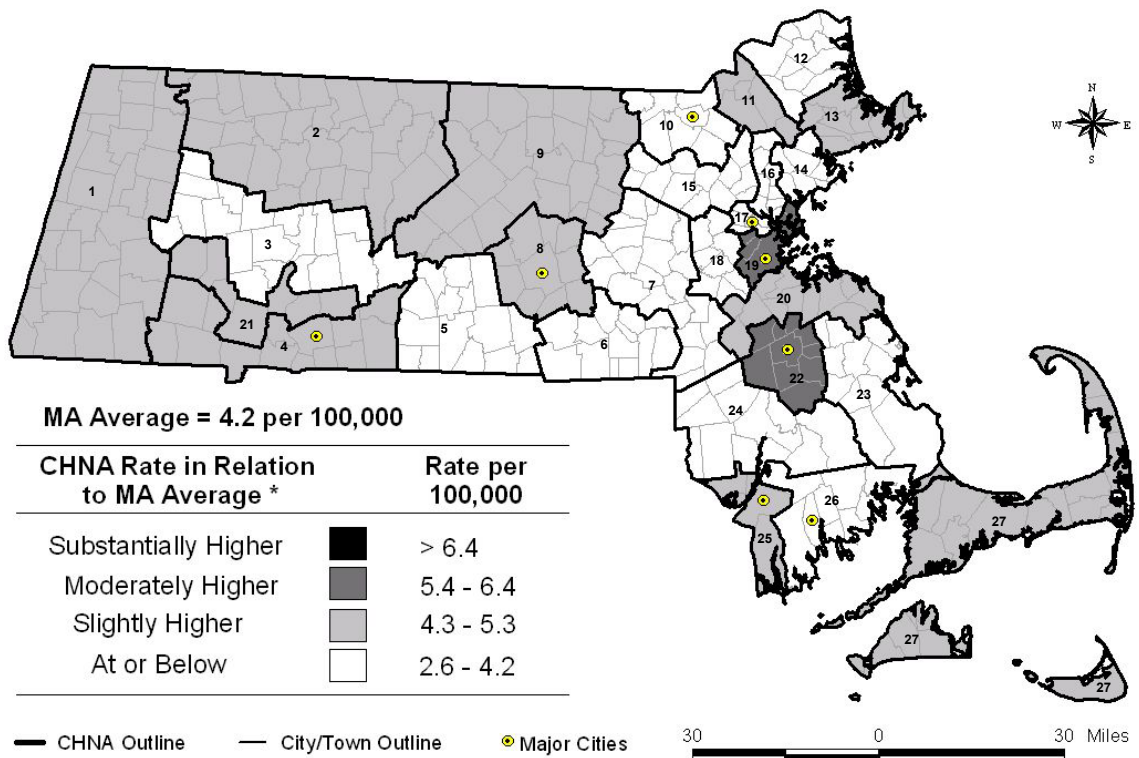 12
11
13
N
W E
S
10
2
9
16
14
1
15
17
3
8
18
19
7
20
21
5
6
4
22
23
MA Average = 4.2 per 100,000
24
CHNA Rate in Relation
to MA Average *
Rate per
100,000
26
27
25
Substantially Higher
> 6.4
Moderately Higher
5.4 - 6.4
Slightly Higher
4.3 - 5.3
At or Below
2.6 - 4.2
27
27
CHNA Outline
City/Town Outline
Major Cities
30 0 30 Miles